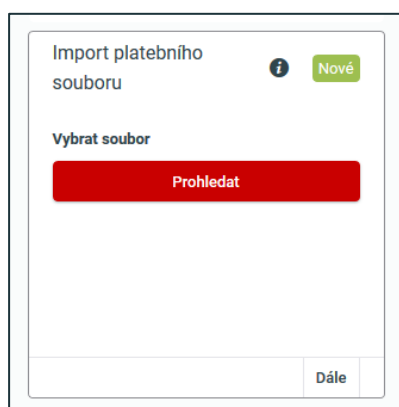 Import platebního
souboru
Nové
Vybrat soubor
Prohledat
Dále